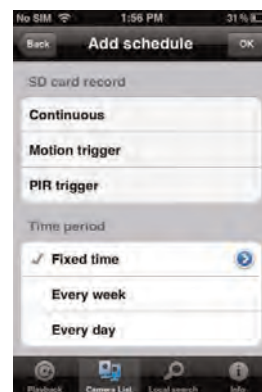 No SIM 1:56 PM 31%
Back Add schedule OK
SD card record
Continuous
Motion trigger
PIR trigger
Time period
✓ Fixed time
Every week
Every day
Playback Camera List Local search Info